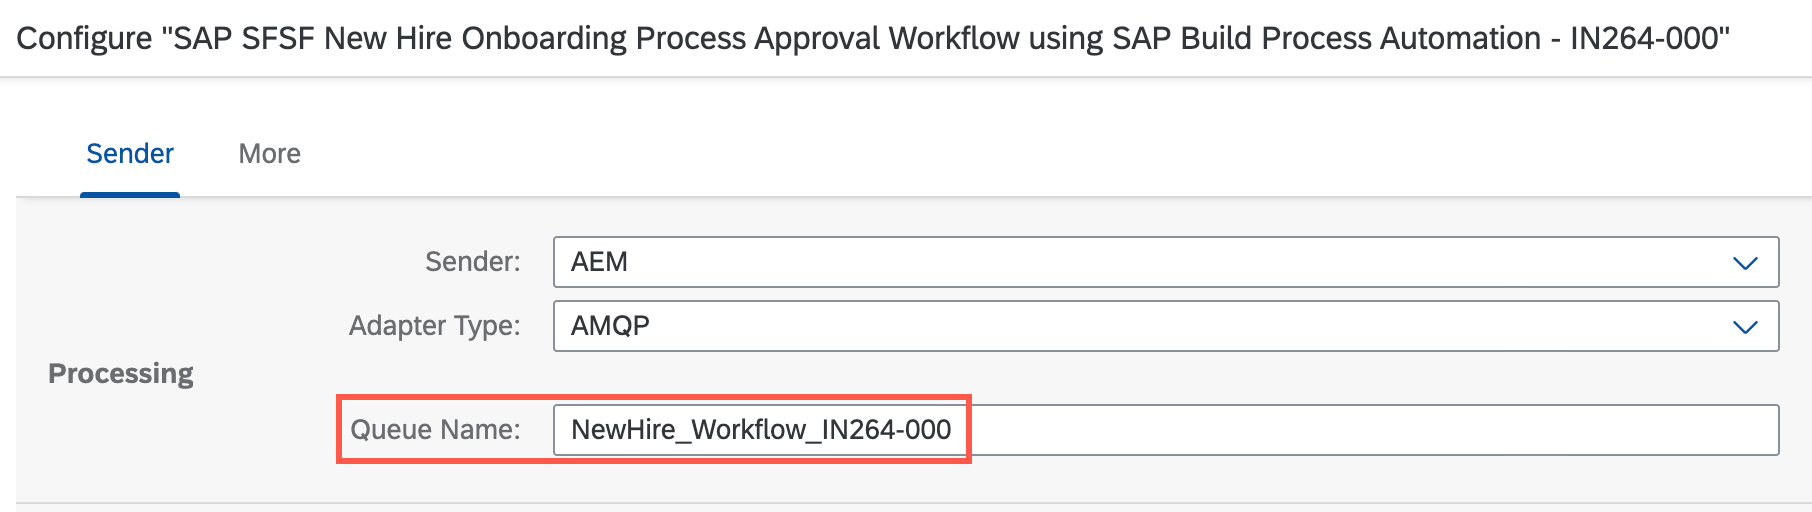 Configure "SAP SFSF New Hire Onboarding Process Approval Workflow using SAP Build Process Automation - IN264-000"
Sender More
Sender: AEM
Adapter Type: AMQP
Processing
Queue Name: NewHire_Workflow_IN264-000